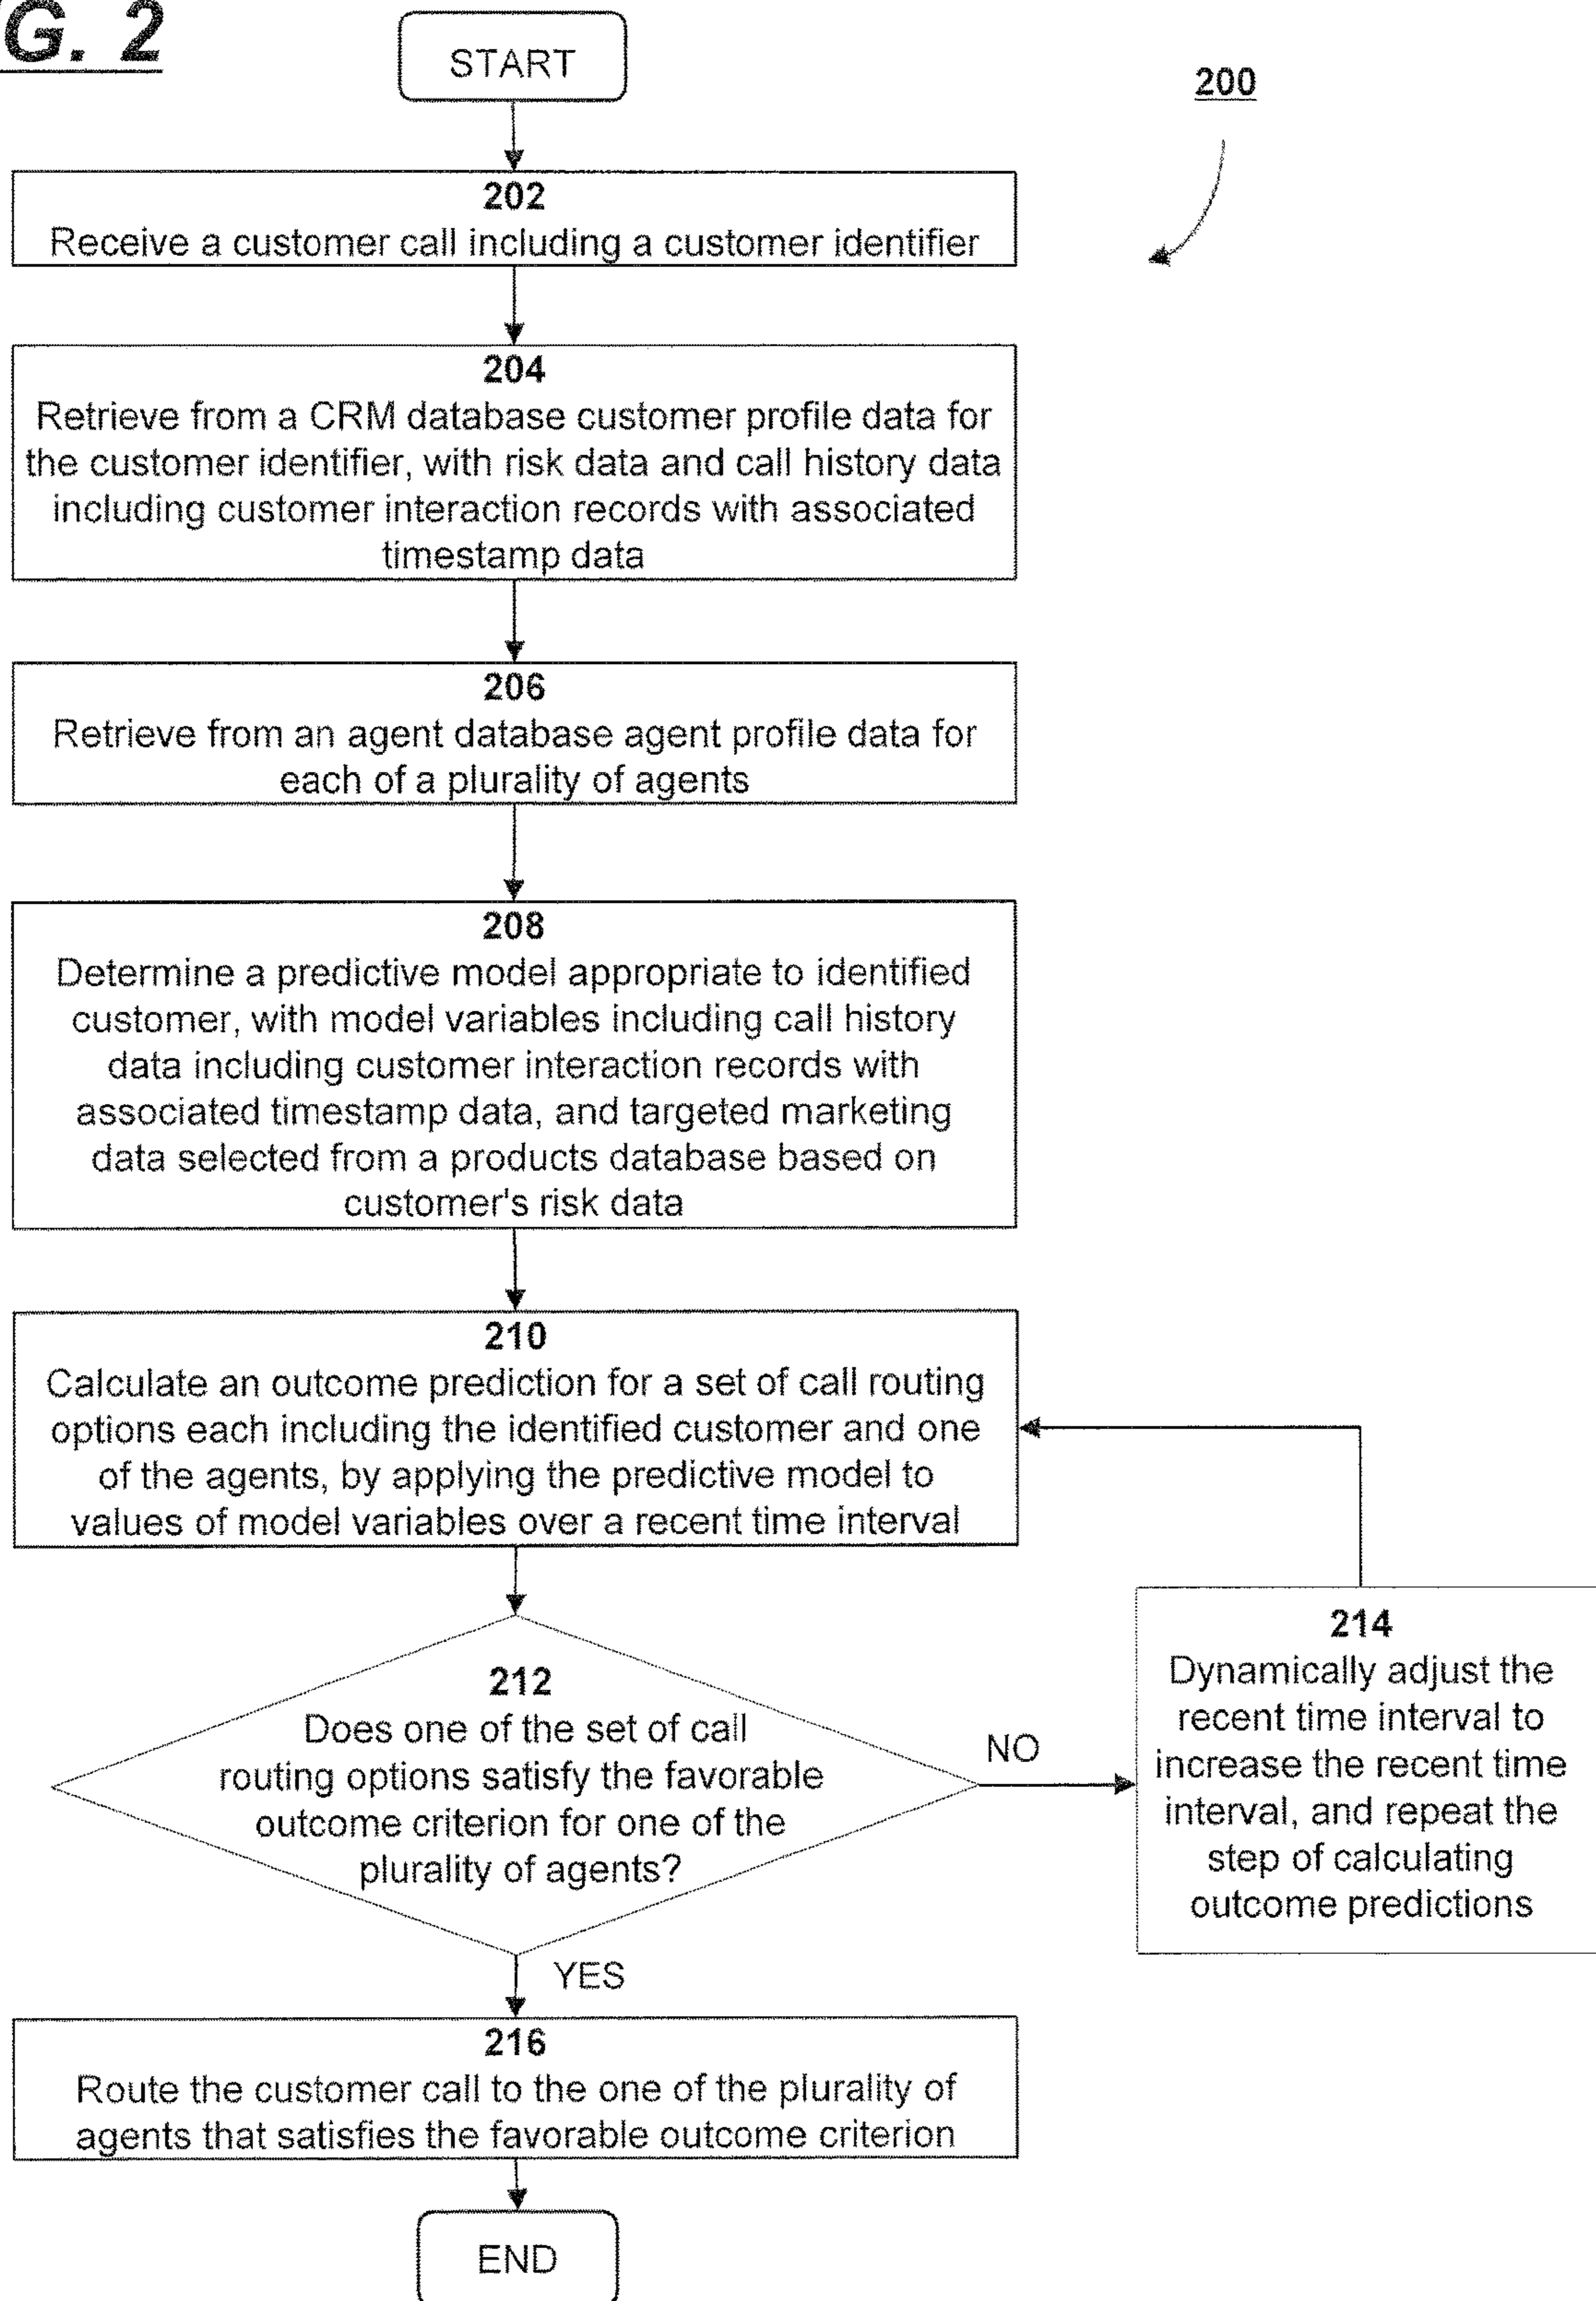 G. 2
START
200
202
Receive a customer call including a customer identifier
204
Retrieve from a CRM database customer profile data for
the customer identifier, with risk data and call history data
including customer interaction records with associated
timestamp data
206
Retrieve from an agent database agent profile data for
each of a plurality of agents
208
Determine a predictive model appropriate to identified
customer, with model variables including call history
data including customer interaction records with
associated timestamp data, and targeted marketing
data selected from a products database based on
customer's risk data
210
Calculate an outcome prediction for a set of call routing
options each including the identified customer and one
of the agents, by applying the predictive model to
values of model variables over a recent time interval
212
Does one of the set of call
routing options satisfy the favorable
outcome criterion for one of the
plurality of agents?
NO
214
Dynamically adjust the
recent time interval to
increase the recent time
interval, and repeat the
step of calculating
outcome predictions
YES
216
Route the customer call to the one of the plurality of
agents that satisfies the favorable outcome criterion
END